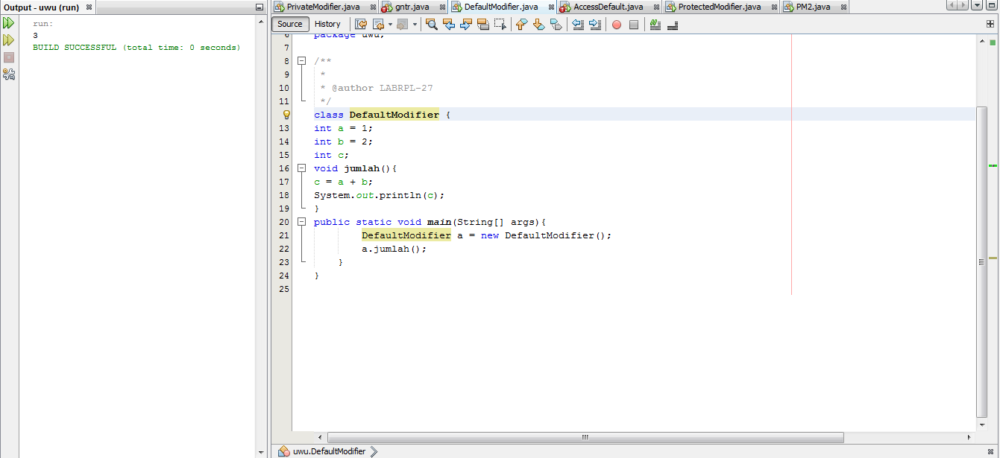 Output - uwu (run)
run:
3
BUILD SUCCESSFUL (total time: 0 seconds)
PrivateModifier.java gntr.java DefaultModifier.java AccessDefault.java ProtectedModifier.java PM2.java
Source History
6 package uwu;
7
8 /**
9 *
10 * @author LABRPL-27
11 */
class DefaultModifier {
13 int a = 1;
14 int b = 2;
15 int c;
16 void jumlah(){
17 c = a + b;
18 System.out.println(c);
19 }
20 public static void main(String[] args){
21 DefaultModifier a = new DefaultModifier();
22 a.jumlah();
23 }
24 }
25
uwu.DefaultModifier